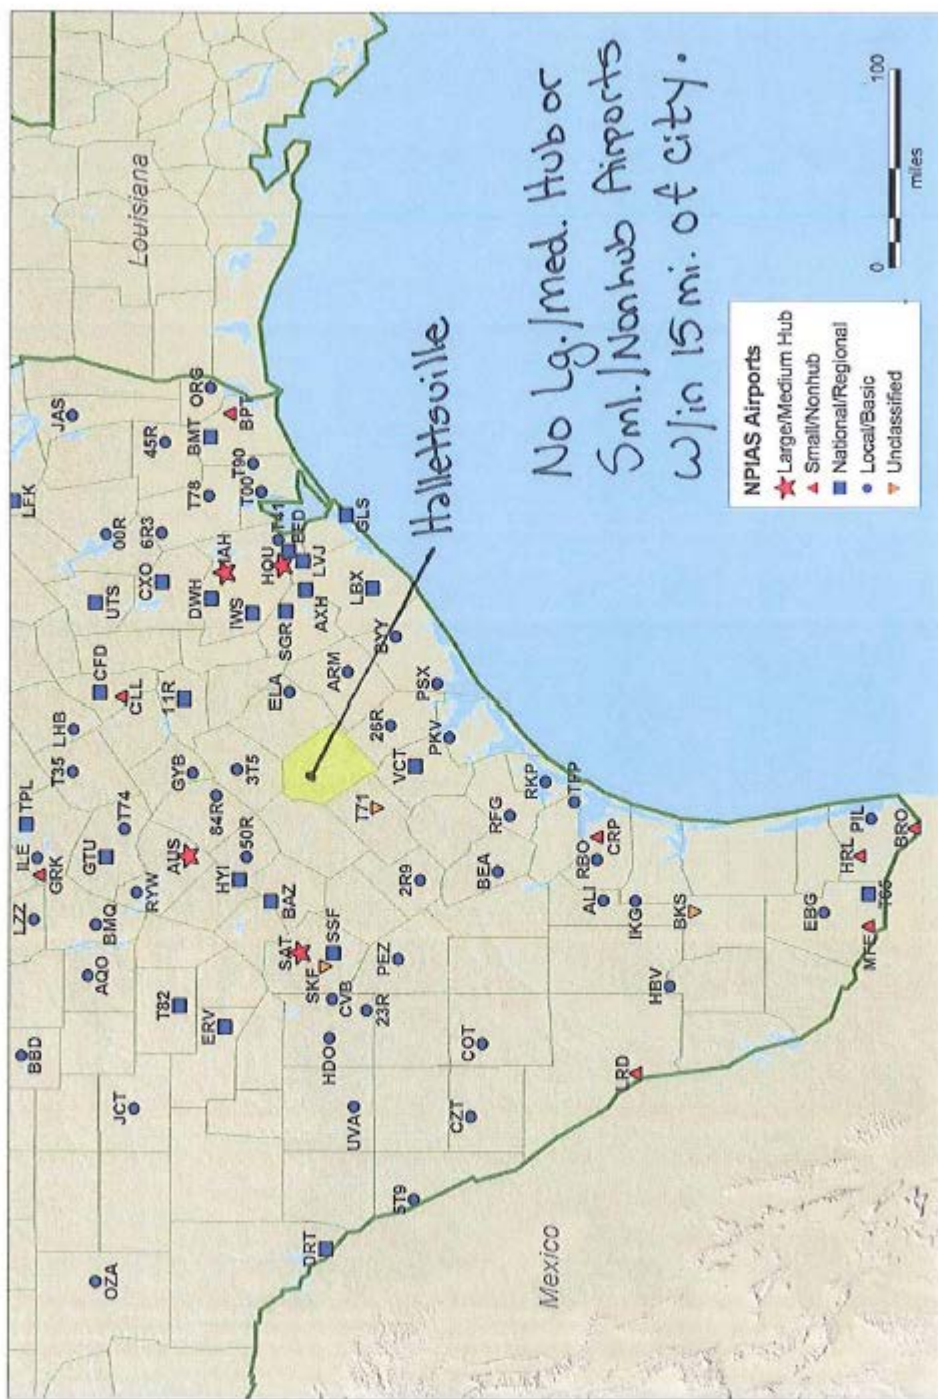 BBD
LZZ
ILE
TPL
LFK
GRK
AQO
T35
LHB
JAS
OZA
BMQ
GTU
CFD
UTS
00R
JCT
RYW
T74
CLL
CXO
6R3
45R
Louisiana
T82
AUS
GYB
11R
DWH
T78
BMT
ORG
ERV
HYI
84R
IAH
50R
3T5
IWS
T00
T90
BPT
BAZ
ELA
SGR
HQU
T41
SAT
EFD
SKF
SSF
AXH
LVJ
DRT
HDO
CVB
ARM
UVA
T71
LBX
GLS
23R
PEZ
26R
BYY
5T9
2R9
VCT
PSX
PKV
Hallettsville
CZT
COT
BEA
RFG
RKP
TFP
Mexico
RBO
CRP
ALI
IKG
LRD
HBV
BKS
EBG
HRL
PIL
MFE
T65
BRO
No Lg./Med. Hub or
Sml./Nonhub Airports
w/in 15 mi. of city.
NPIAS Airports
Large/Medium Hub
Small/Nonhub
National/Regional
Local/Basic
Unclassified
0
100
miles